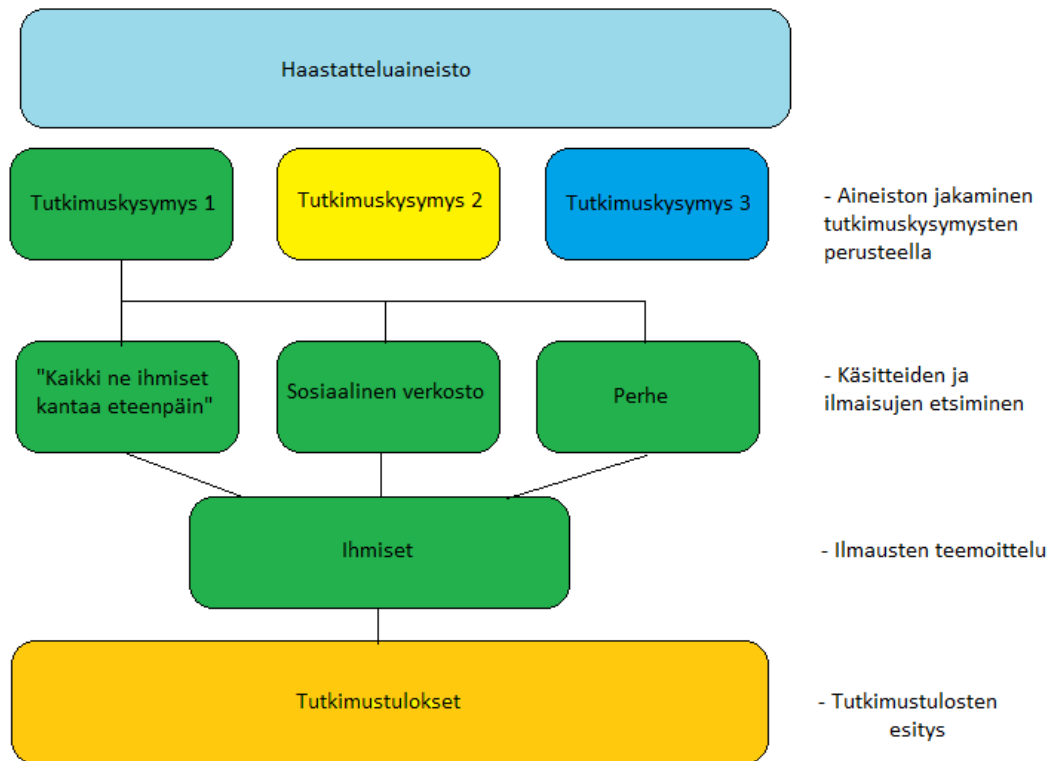 Haastatteluaineisto
Tutkimuskysymys 1
Tutkimuskysymys 2
Tutkimuskysymys 3
- Aineiston jakaminen
tutkimuskysymysten
perusteella
"Kaikki ne ihmiset
kantaa eteenpäin"
Sosiaalinen verkosto
Perhe
- Käsitteiden ja
ilmaisujen etsiminen
Ihmiset
- Ilmausten teemoittelu
Tutkimustulokset
- Tutkimustulosten
esitys